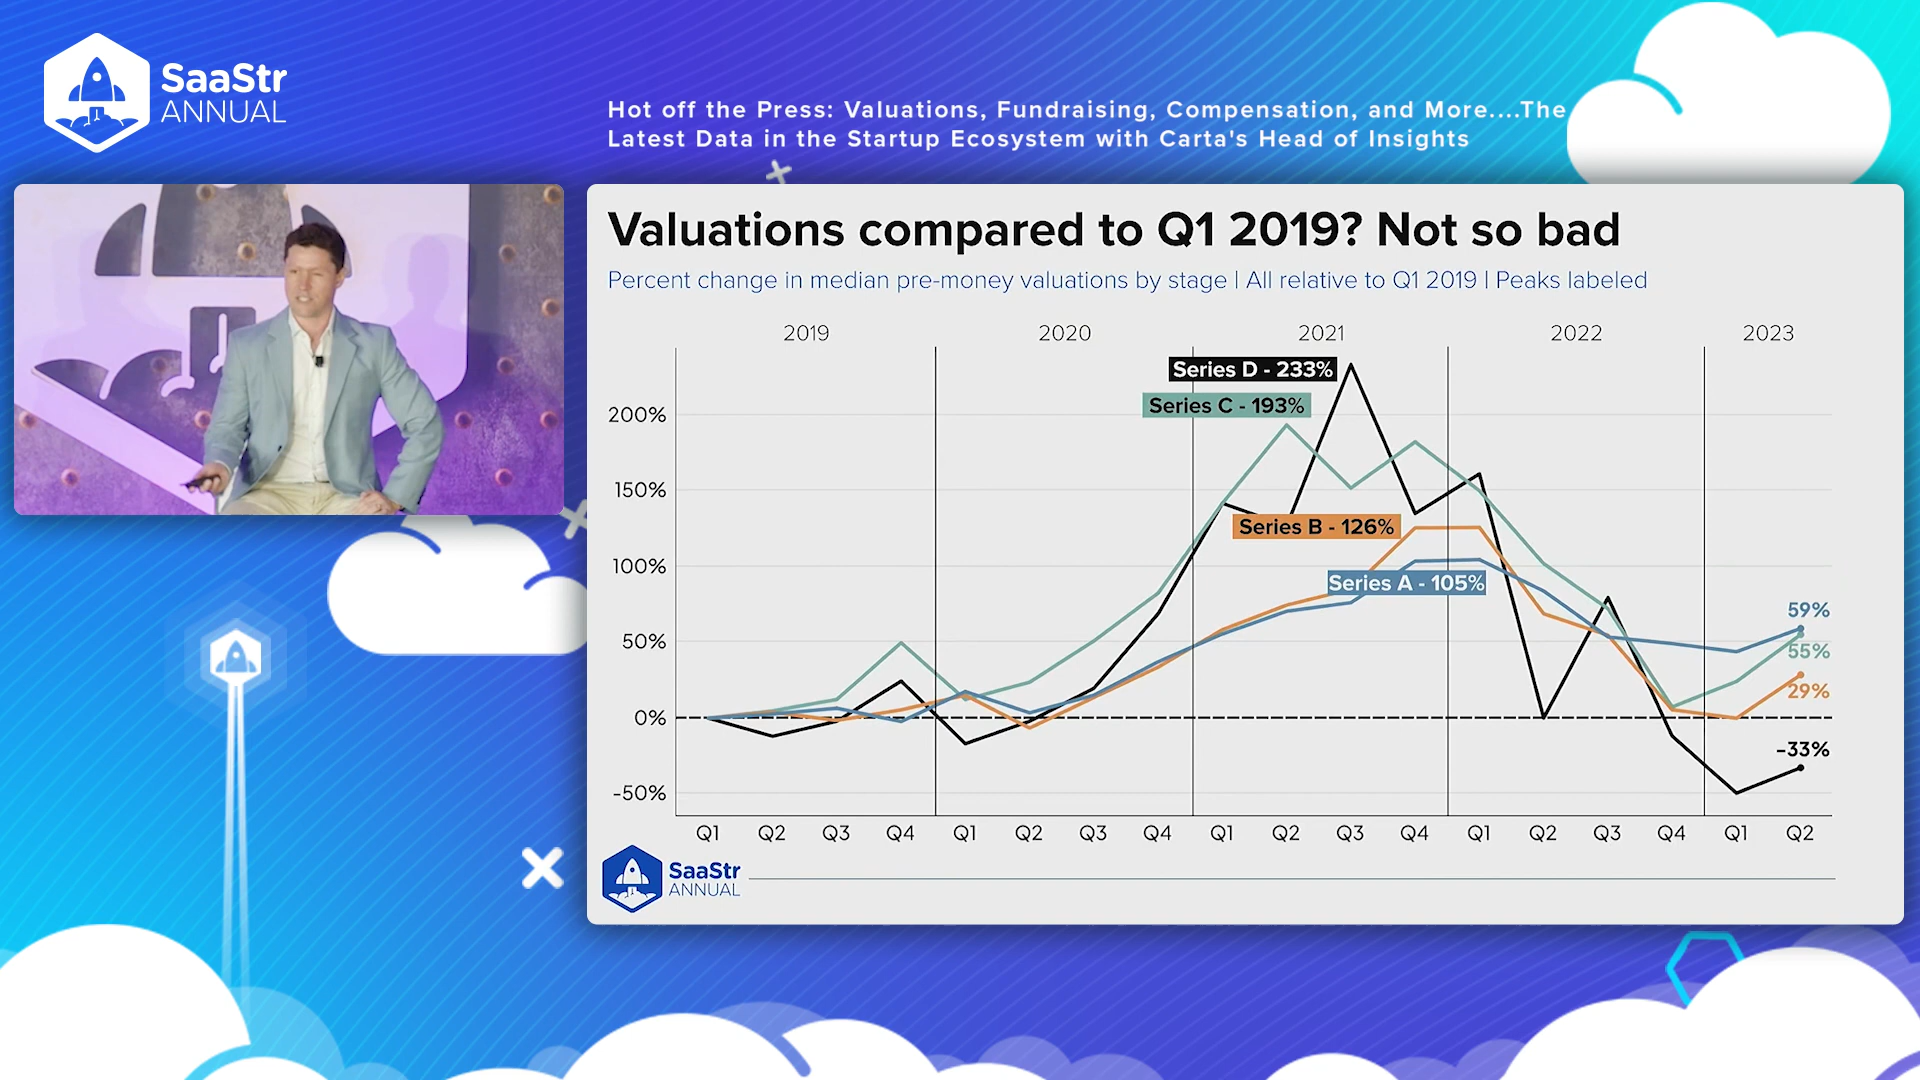 SaaStr
ANNUAL
Hot off the Press: Valuations, Fundraising, Compensation, and More....The
Latest Data in the Startup Ecosystem with Carta's Head of Insights
Valuations compared to Q1 2019? Not so bad
Percent change in median pre-money valuations by stage | All relative to Q1 2019 | Peaks labeled
2019 2020 2021 2022 2023
Series D - 233%
Series C - 193%
200%
150%
Series B - 126%
100%
Series A - 105%
59%
50%
55%
29%
0%
-33%
-50%
Q1 Q2 Q3 Q4 Q1 Q2 Q3 Q4 Q1 Q2 Q3 Q4 Q1 Q2 Q3 Q4 Q1 Q2
SaaStr
ANNUAL